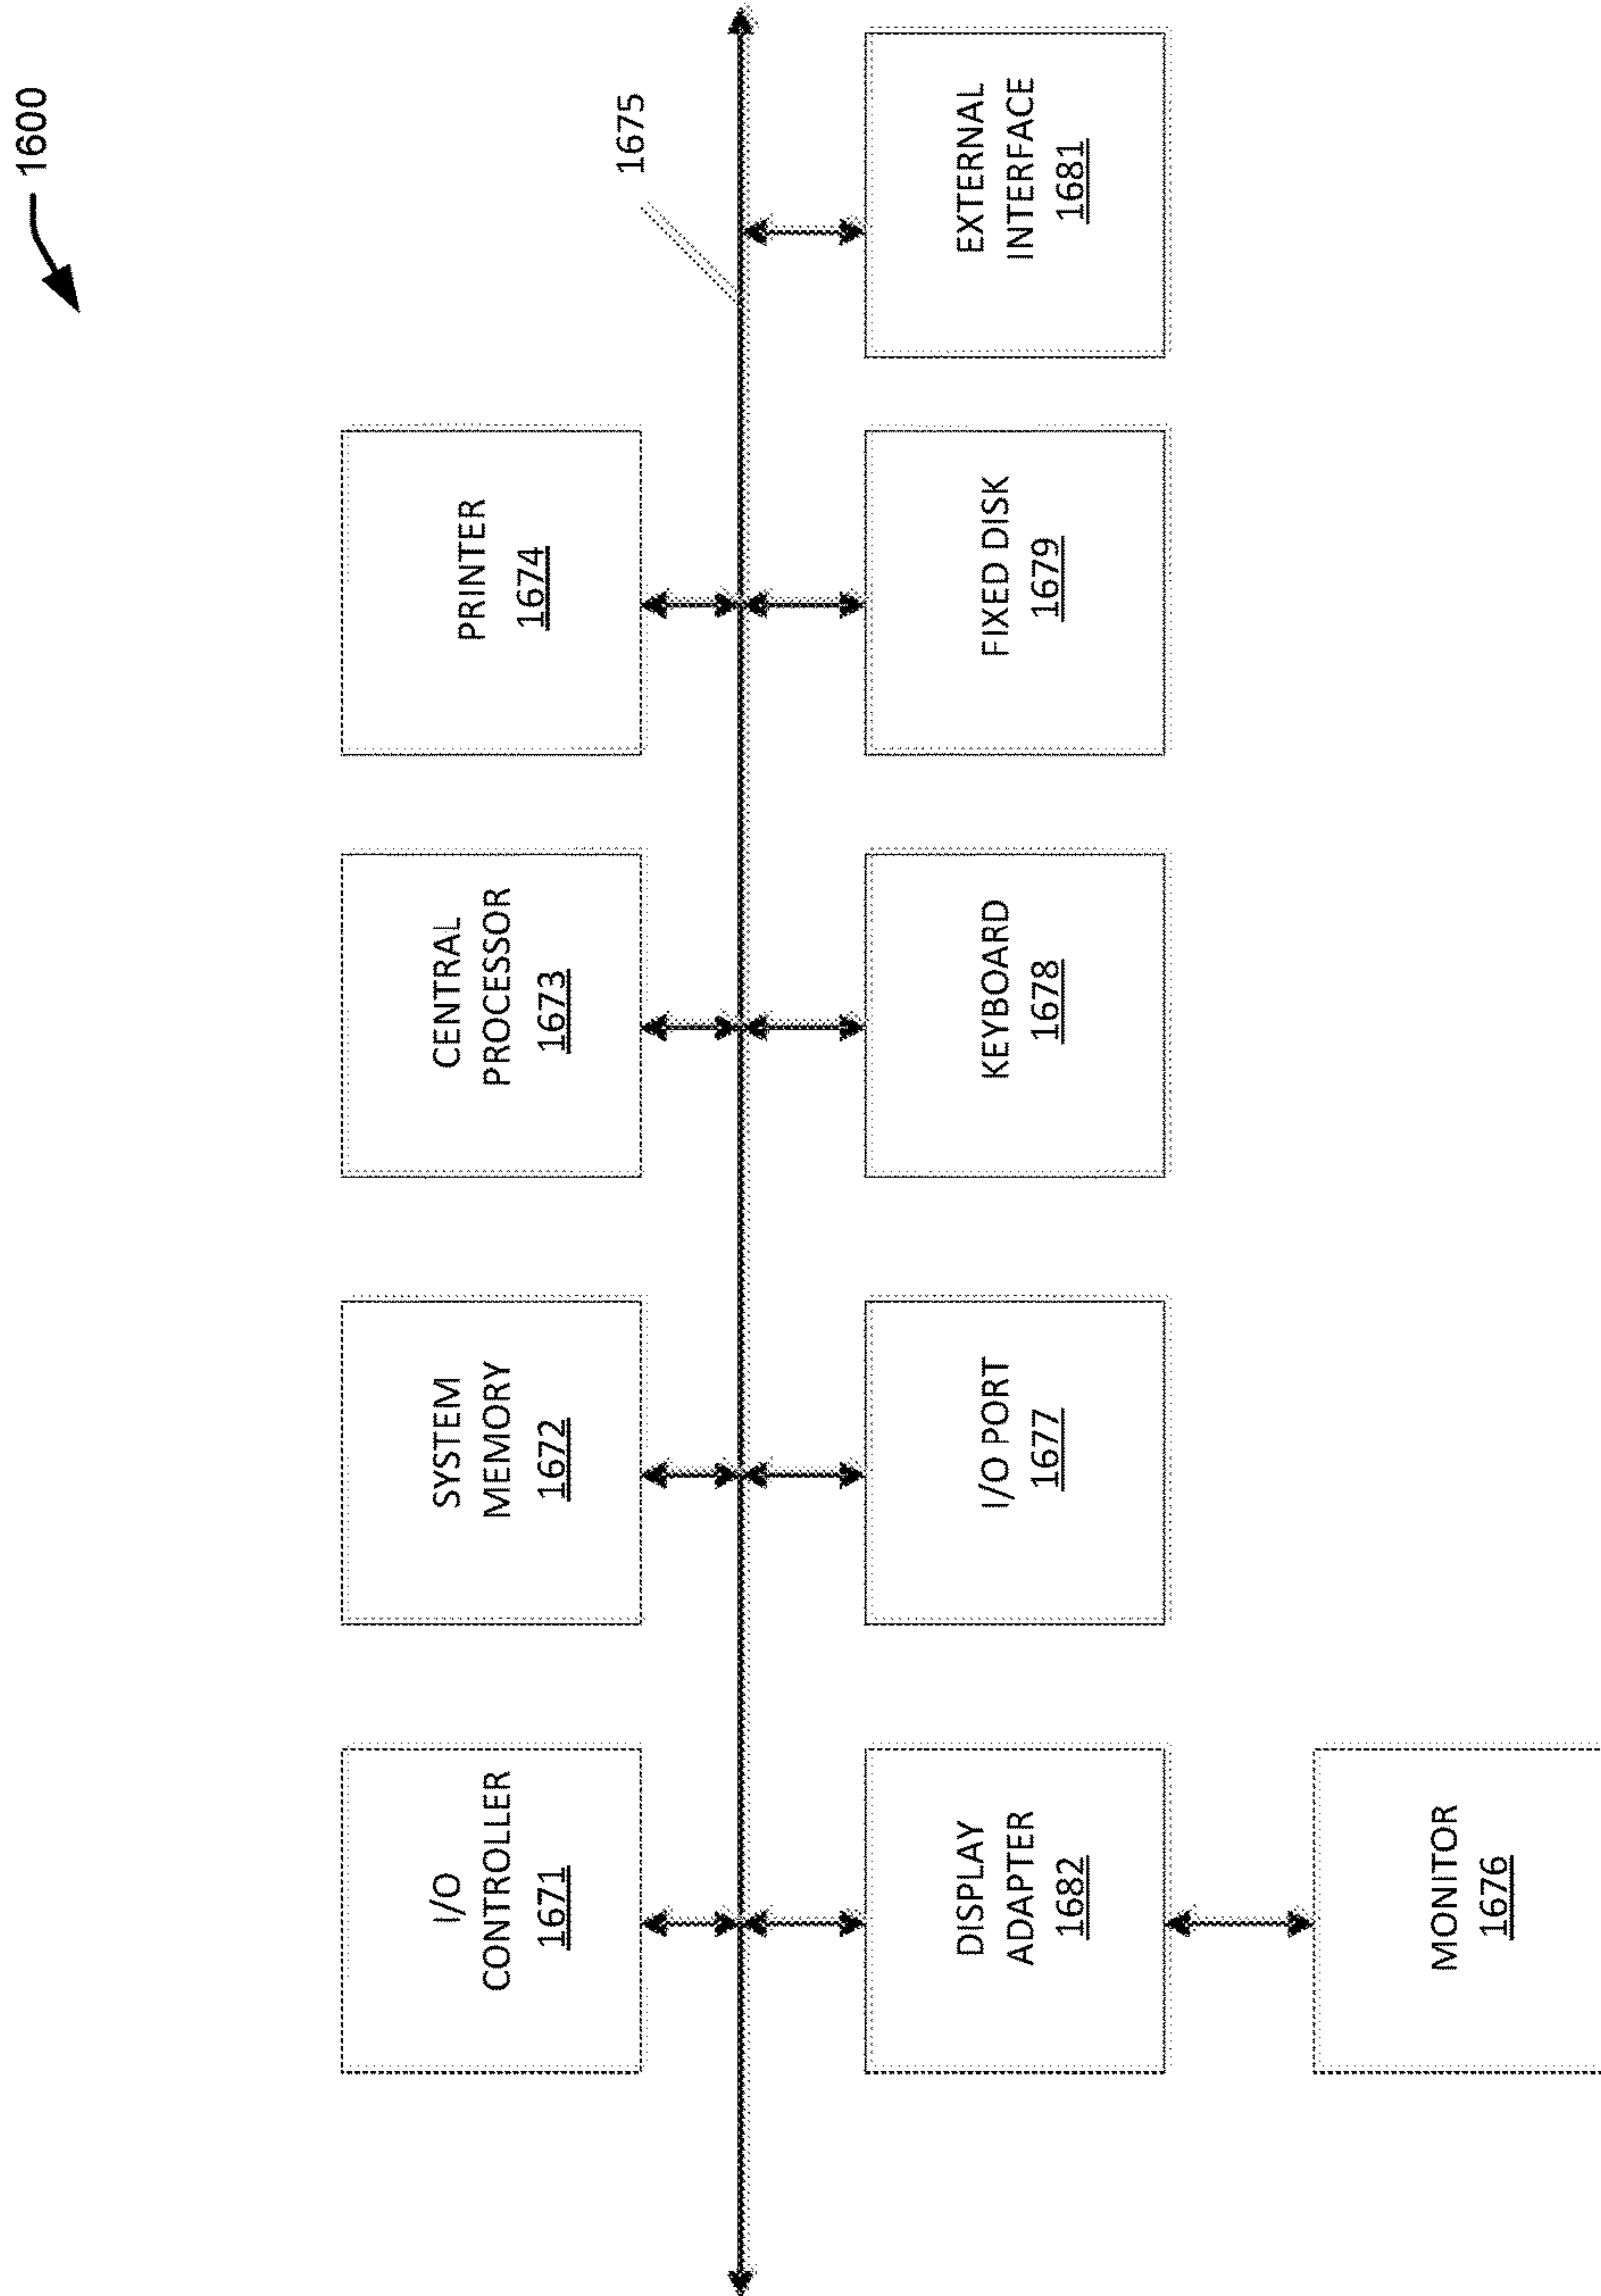 1600
I/O
CONTROLLER
1671
SYSTEM
MEMORY
1672
CENTRAL
PROCESSOR
1673
PRINTER
1674
1675
DISPLAY
ADAPTER
1682
I/O PORT
1677
KEYBOARD
1678
FIXED DISK
1679
EXTERNAL
INTERFACE
1681
MONITOR
1676